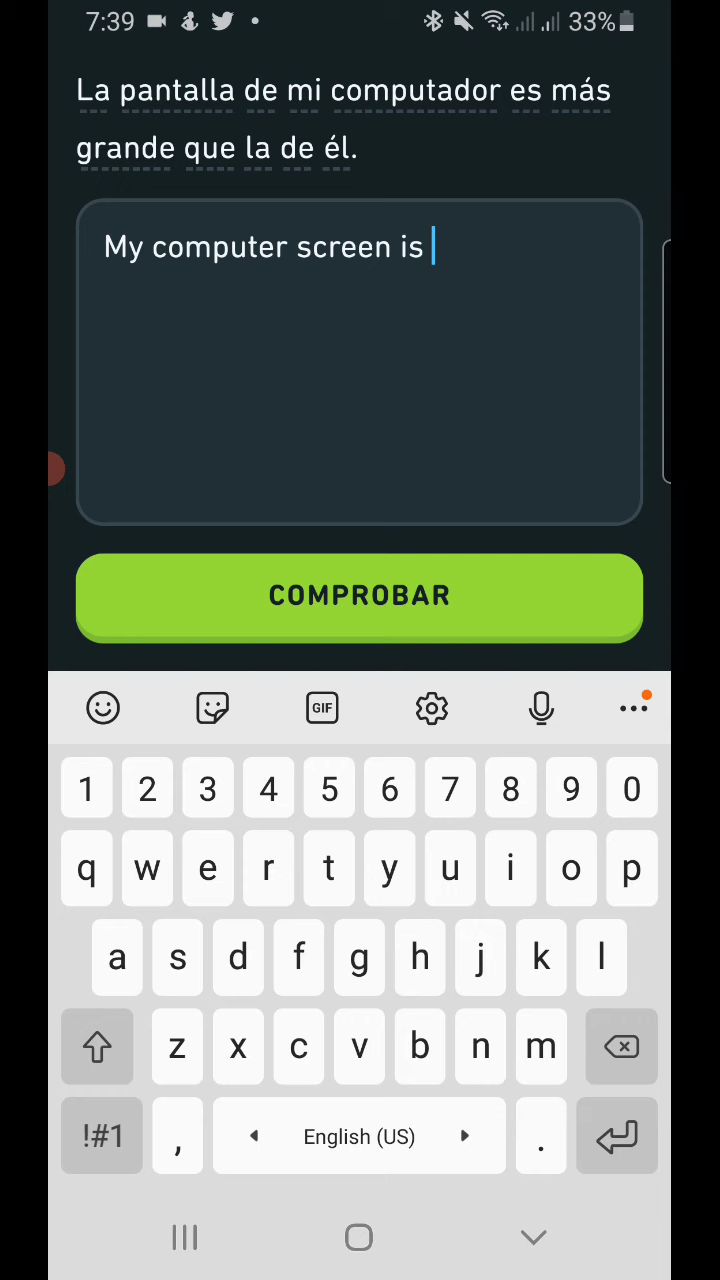 7:39 33%
La pantalla de mi computador es más
grande que la de él.
My computer screen is
COMPROBAR
GIF
1 2 3 4 5 6 7 8 9 0
q w e r t y u i o p
a s d f g h j k l
z x c v b n m
!#1 , English (US) .